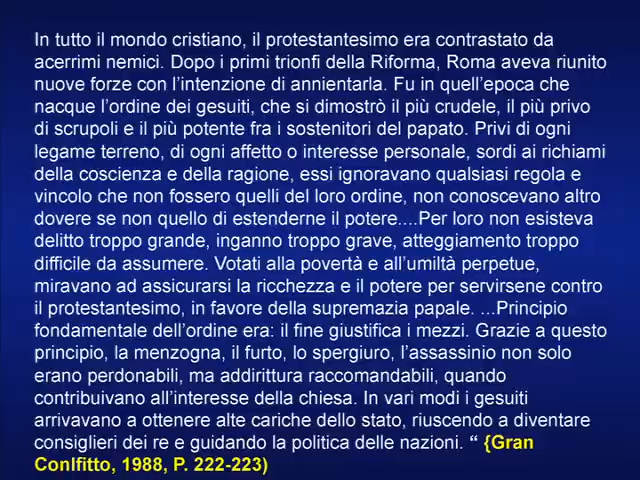 In tutto il mondo cristiano, il protestantesimo era contrastato da
acerrimi nemici. Dopo i primi trionfi della Riforma, Roma aveva riunito
nuove forze con l’intenzione di annientarla. Fu in quell’epoca che
nacque l’ordine dei gesuiti, che si dimostrò il più crudele, il più privo
di scrupoli e il più potente fra i sostenitori del papato. Privi di ogni
legame terreno, di ogni affetto o interesse personale, sordi ai richiami
della coscienza e della ragione, essi ignoravano qualsiasi regola e
vincolo che non fossero quelli del loro ordine, non conoscevano altro
dovere se non quello di estenderne il potere....Per loro non esisteva
delitto troppo grande, inganno troppo grave, atteggiamento troppo
difficile da assumere. Votati alla povertà e all’umiltà perpetue,
miravano ad assicurarsi la ricchezza e il potere per servirsene contro
il protestantesimo, in favore della supremazia papale. ...Principio
fondamentale dell’ordine era: il fine giustifica i mezzi. Grazie a questo
principio, la menzogna, il furto, lo spergiuro, l’assassinio non solo
erano perdonabili, ma addirittura raccomandabili, quando
contribuivano all’interesse della chiesa. In vari modi i gesuiti
arrivavano a ottenere alte cariche dello stato, riuscendo a diventare
consiglieri dei re e guidando la politica delle nazioni. “ {Gran
Conlfitto, 1988, P. 222-223)